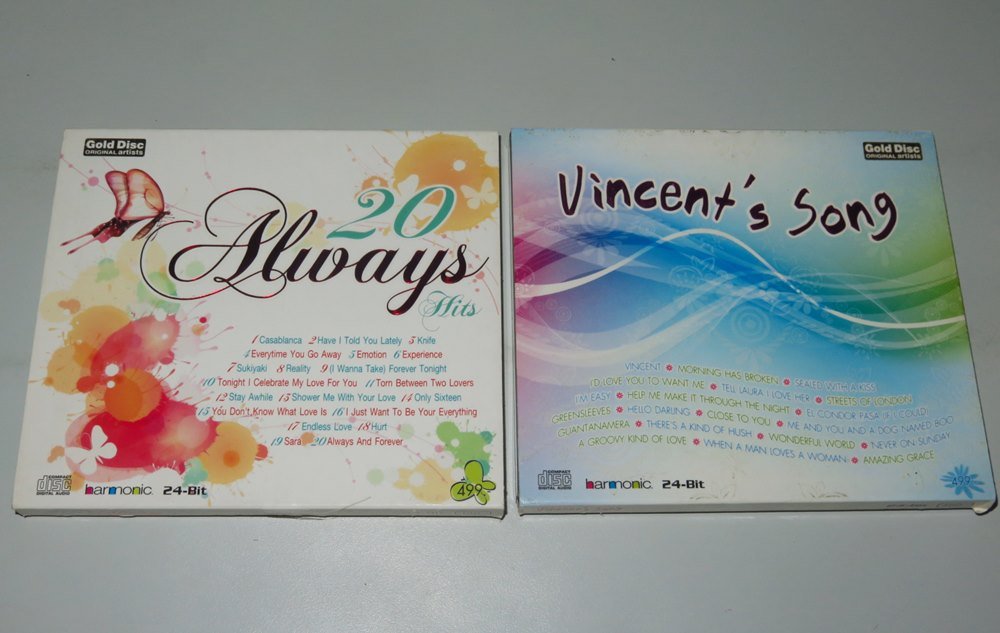 Gold Disc
ORIGINAL artists
20
Always
Hits
1 Casablanca 2 Have I Told You Lately 3 Knife
4 Everytime You Go Away 5 Emotion 6 Experience
7 Sukiyaki 8 Reality 9 (I Wanna Take) Forever Tonight
10 Tonight I Celebrate My Love For You 11 Torn Between Two Lovers
12 Stay Awhile 13 Shower Me With Your Love 14 Only Sixteen
15 You Don't Know What Love Is 16 I Just Want To Be Your Everything
17 Endless Love 18 Hurt
19 Sara 20 Always And Forever
COMPACT
disc
DIGITAL AUDIO
harmonic 24-Bit
499.-
Gold Disc
ORIGINAL artists
Vincent's Song
VINCENT MORNING HAS BROKEN SEALED WITH A KISS
I'D LOVE YOU TO WANT ME TELL LAURA I LOVE HER STREETS OF LONDON
I'M EASY HELP ME MAKE IT THROUGH THE NIGHT EL CONDOR PASA (IF I COULD)
GREENSLEEVES HELLO DARLING CLOSE TO YOU ME AND YOU AND A DOG NAMED BOO
GUANTANAMERA THERE'S A KIND OF HUSH WONDERFUL WORLD NEVER ON SUNDAY
A GROOVY KIND OF LOVE WHEN A MAN LOVES A WOMAN AMAZING GRACE
COMPACT
disc
DIGITAL AUDIO
harmonic 24-Bit
499.-
Vincent's Song